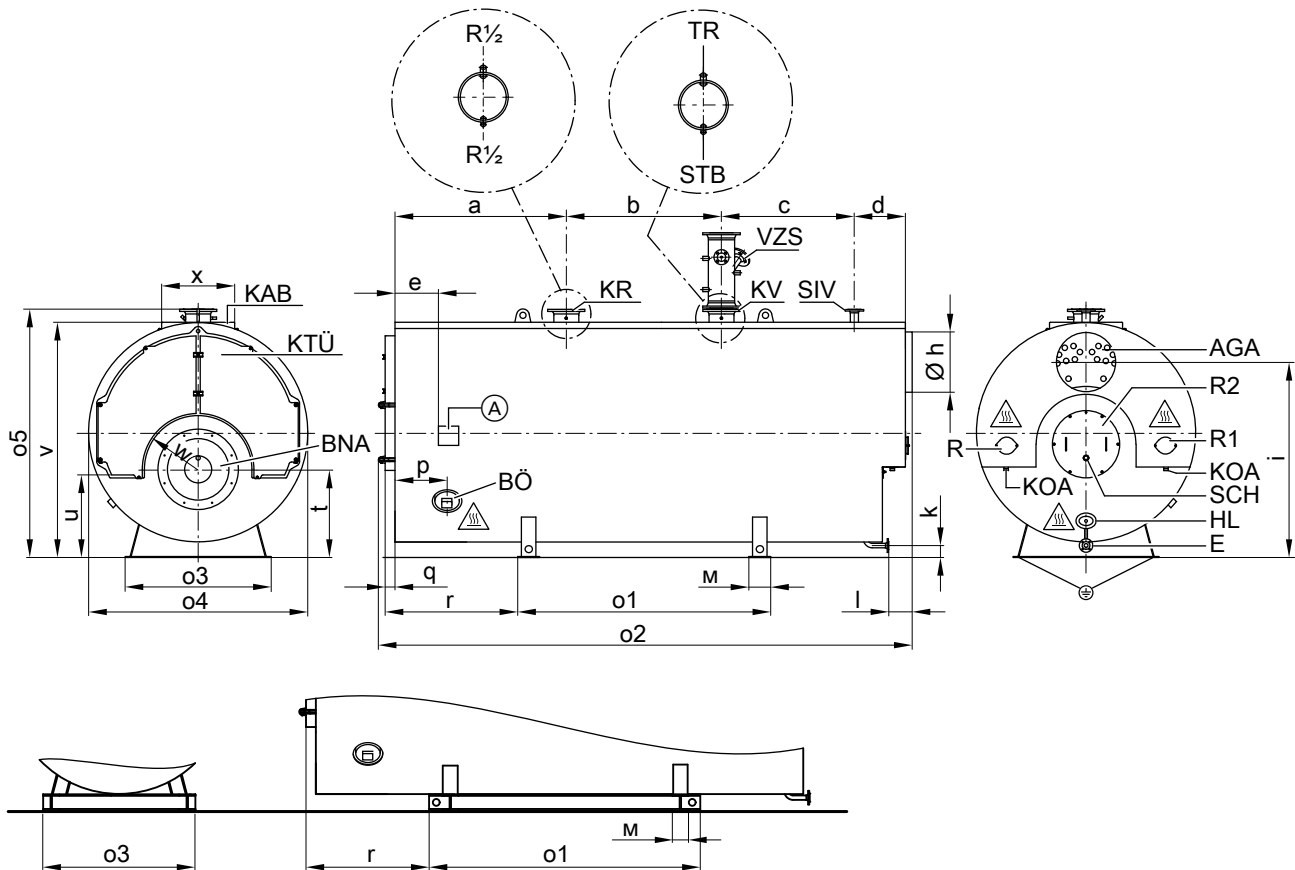 R½
R½
TR
STB
a
b
c
d
VZS
e
KR
KV
SIV
x
KAB
KTÜ
Ø h
A
AGA
R2
o5
v
w
BNA
R
R1
i
p
BÖ
KOA
KOA
SCH
u
t
k
HL
E
o3
q
м
o4
r
o1
l
o2
м
o3
r
o1